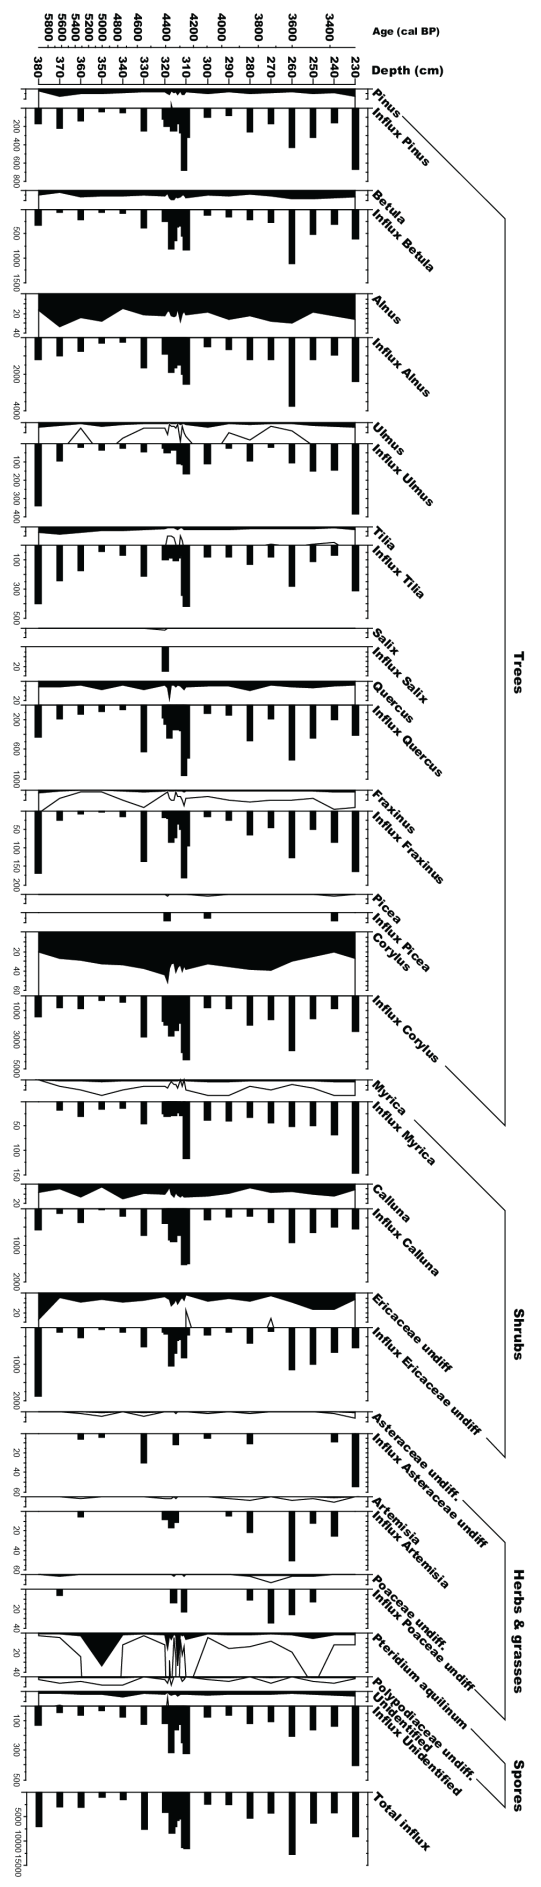 Age (cal BP)
5800 5600 5400 5200 5000 4800 4600 4400 4200 4000 3800 3600 3400
Depth (cm)
380 370 360 350 340 330 320 310 300 290 280 270 260 250 240 230
Pinus
Influx Pinus
200 400 600 800
Betula
Influx Betula
500 1000 1500
Alnus
20 40
Influx Alnus
2000 4000
Ulmus
Influx Ulmus
100 200 300 400
Tilia
Influx Tilia
100 300 500
Salix
Influx Salix
20
Quercus
20
Influx Quercus
200 600 1000
Fraxinus
Influx Fraxinus
50 100 150 200
Picea
Influx Picea
Corylus
20 40 60
Influx Corylus
1000 3000 5000
Trees
Myrica
Influx Myrica
50 100 150
Calluna
20
Influx Calluna
1000 2000
Ericaceae undiff
20
Influx Ericaceae undiff
1000 2000
Shrubs
Asteraceae undiff.
Influx Asteraceae undiff
20 40 60
Artemisia
Influx Artemisia
20 40 60
Poaceae undiff.
Influx Poaceae undiff
20 40
Herbs & grasses
Pteridium aquilinum
20 40
Polypodiaceae undiff.
Spores
Unidentified
Influx Unidentified
100 300 500
Total influx
5000 10000 15000